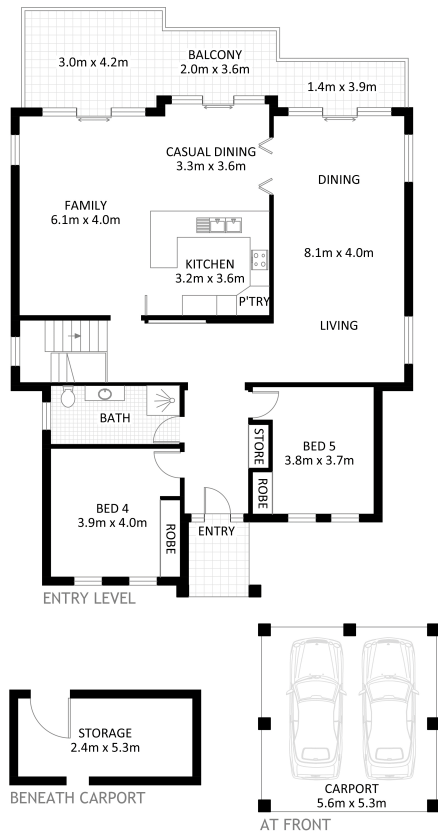 3.0m x 4.2m
BALCONY
2.0m x 3.6m
1.4m x 3.9m
CASUAL DINING
3.3m x 3.6m
DINING
FAMILY
6.1m x 4.0m
8.1m x 4.0m
KITCHEN
3.2m x 3.6m
P'TRY
LIVING
BATH
STORE
BED 5
3.8m x 3.7m
BED 4
3.9m x 4.0m
ROBE
ROBE
ENTRY
ENTRY LEVEL
STORAGE
2.4m x 5.3m
BENEATH CARPORT
CARPORT
5.6m x 5.3m
AT FRONT